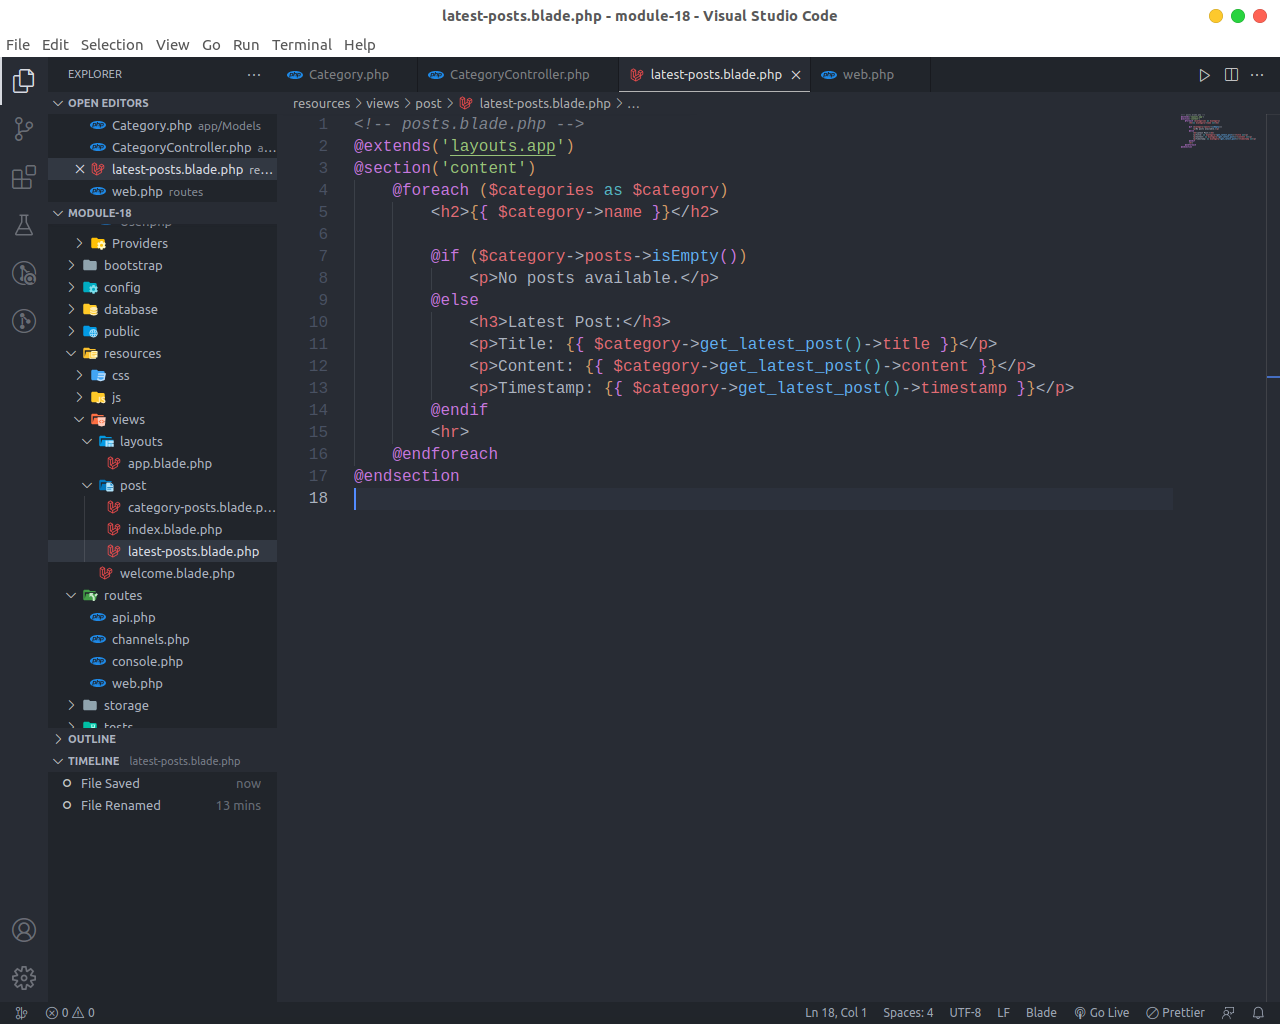 latest-posts.blade.php - module-18 - Visual Studio Code
File Edit Selection View Go Run Terminal Help
EXPLORER
OPEN EDITORS
Category.php app/Models
CategoryController.php a...
latest-posts.blade.php re...
web.php routes
MODULE-18
Providers
bootstrap
config
database
public
resources
css
js
views
layouts
app.blade.php
post
category-posts.blade.p...
index.blade.php
latest-posts.blade.php
welcome.blade.php
routes
api.php
channels.php
console.php
web.php
storage
tests
OUTLINE
TIMELINE latest-posts.blade.php
File Saved now
File Renamed 13 mins
Category.php CategoryController.php latest-posts.blade.php web.php
resources > views > post > latest-posts.blade.php > ...
1 <!-- posts.blade.php -->
2 @extends('layouts.app')
3 @section('content')
4 @foreach ($categories as $category)
5 <h2>{{ $category->name }}</h2>
6
7 @if ($category->posts->isEmpty())
8 <p>No posts available.</p>
9 @else
10 <h3>Latest Post:</h3>
11 <p>Title: {{ $category->get_latest_post()->title }}</p>
12 <p>Content: {{ $category->get_latest_post()->content }}</p>
13 <p>Timestamp: {{ $category->get_latest_post()->timestamp }}</p>
14 @endif
15 <hr>
16 @endforeach
17 @endsection
18
0 0 Ln 18, Col 1 Spaces: 4 UTF-8 LF Blade Go Live Prettier